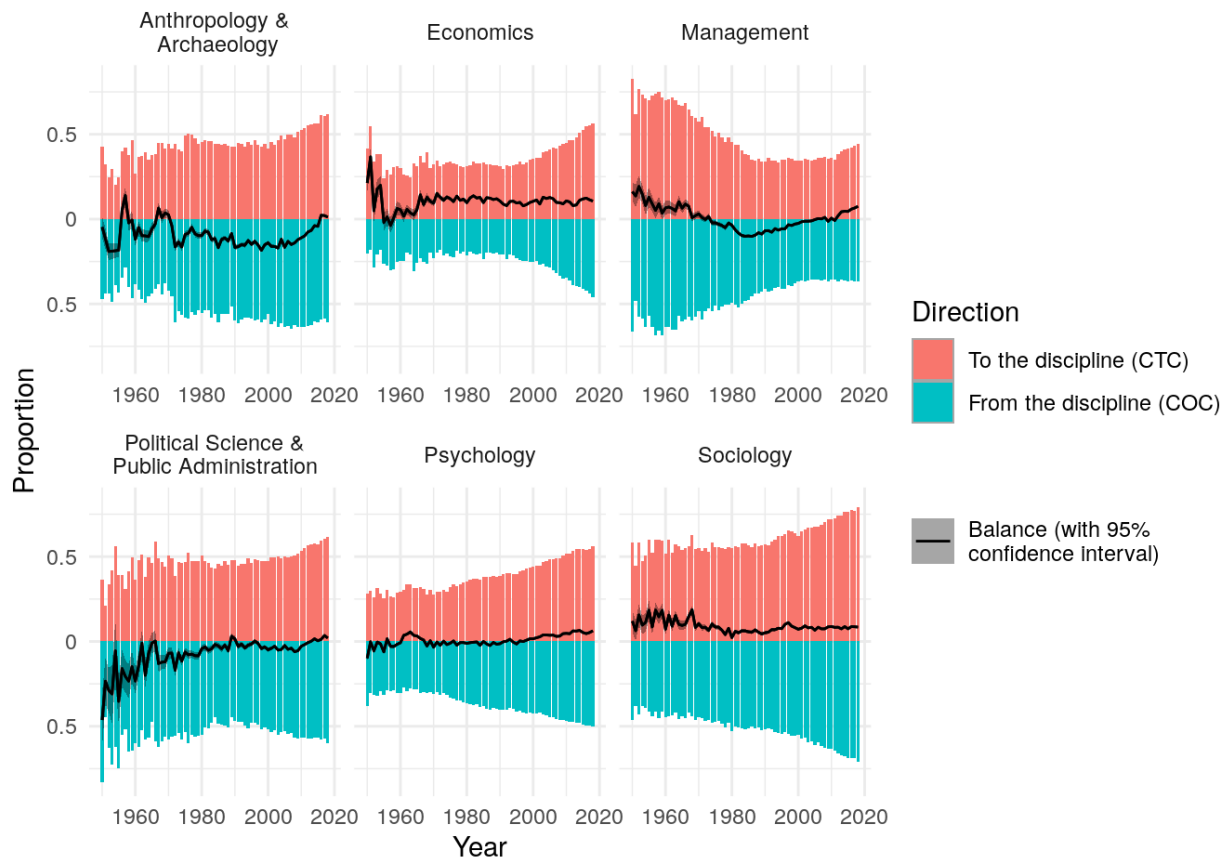 Anthropology &
Archaeology
Economics
Management
0.5
0
0.5
1960 1980 2000 2020
1960 1980 2000 2020
1960 1980 2000 2020
Political Science &
Public Administration
Psychology
Sociology
0.5
0
0.5
1960 1980 2000 2020
1960 1980 2000 2020
1960 1980 2000 2020
Proportion
Year
Direction
To the discipline (CTC)
From the discipline (COC)
Balance (with 95%
confidence interval)